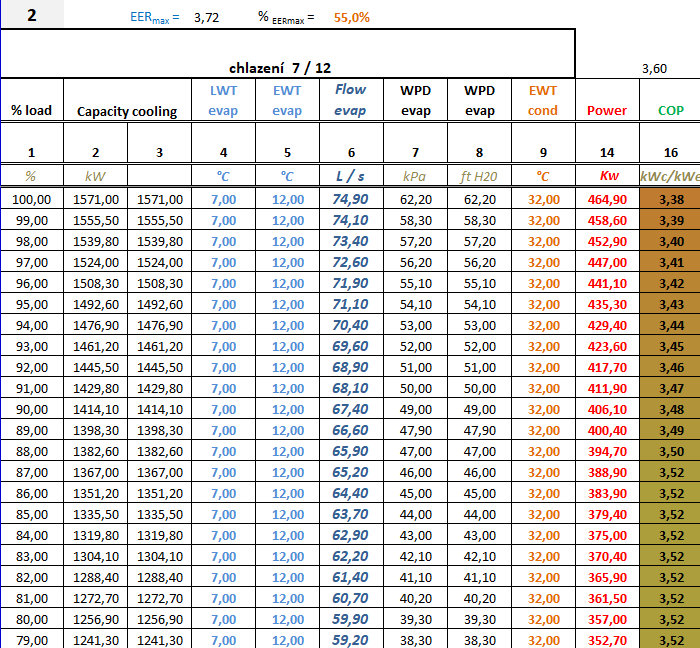 2 EERmax = 3,72 % EERmax = 55,0%
chlazení 7 / 12 3,60
LWT EWT Flow WPD WPD EWT
% load Capacity cooling evap evap evap evap evap cond Power COP
1 2 3 4 5 6 7 8 9 14 16
% kW °C °C L / s kPa ft H20 °C Kw kWc/kWe
100,00 1571,00 1571,00 7,00 12,00 74,90 62,20 62,20 32,00 464,90 3,38
99,00 1555,50 1555,50 7,00 12,00 74,10 58,30 58,30 32,00 458,60 3,39
98,00 1539,80 1539,80 7,00 12,00 73,40 57,20 57,20 32,00 452,90 3,40
97,00 1524,00 1524,00 7,00 12,00 72,60 56,20 56,20 32,00 447,00 3,41
96,00 1508,30 1508,30 7,00 12,00 71,90 55,10 55,10 32,00 441,10 3,42
95,00 1492,60 1492,60 7,00 12,00 71,10 54,10 54,10 32,00 435,30 3,43
94,00 1476,90 1476,90 7,00 12,00 70,40 53,00 53,00 32,00 429,40 3,44
93,00 1461,20 1461,20 7,00 12,00 69,60 52,00 52,00 32,00 423,60 3,45
92,00 1445,50 1445,50 7,00 12,00 68,90 51,00 51,00 32,00 417,70 3,46
91,00 1429,80 1429,80 7,00 12,00 68,10 50,00 50,00 32,00 411,90 3,47
90,00 1414,10 1414,10 7,00 12,00 67,40 49,00 49,00 32,00 406,10 3,48
89,00 1398,30 1398,30 7,00 12,00 66,60 47,90 47,90 32,00 400,40 3,49
88,00 1382,60 1382,60 7,00 12,00 65,90 47,00 47,00 32,00 394,70 3,50
87,00 1367,00 1367,00 7,00 12,00 65,20 46,00 46,00 32,00 388,90 3,52
86,00 1351,20 1351,20 7,00 12,00 64,40 45,00 45,00 32,00 383,90 3,52
85,00 1335,50 1335,50 7,00 12,00 63,70 44,00 44,00 32,00 379,40 3,52
84,00 1319,80 1319,80 7,00 12,00 62,90 43,00 43,00 32,00 375,00 3,52
83,00 1304,10 1304,10 7,00 12,00 62,20 42,10 42,10 32,00 370,40 3,52
82,00 1288,40 1288,40 7,00 12,00 61,40 41,10 41,10 32,00 365,90 3,52
81,00 1272,70 1272,70 7,00 12,00 60,70 40,20 40,20 32,00 361,50 3,52
80,00 1256,90 1256,90 7,00 12,00 59,90 39,30 39,30 32,00 357,00 3,52
79,00 1241,30 1241,30 7,00 12,00 59,20 38,30 38,30 32,00 352,70 3,52